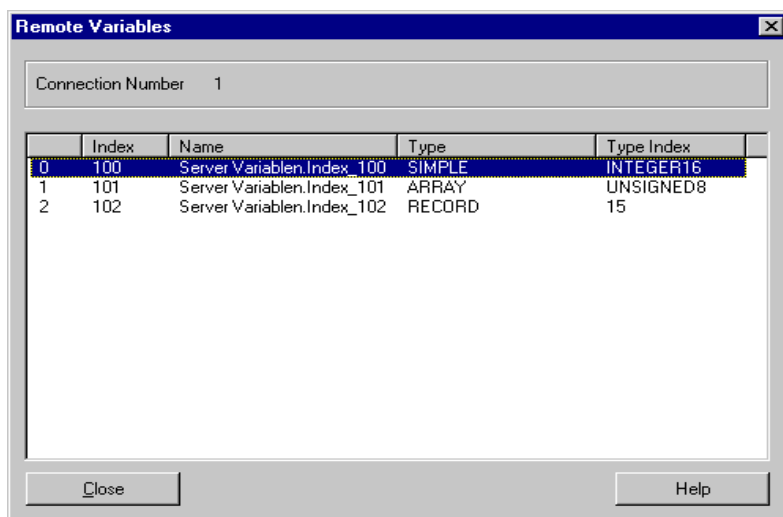 Remote Variables
Connection Number 1
Index Name Type Type Index
0 100 Server Variablen.Index_100 SIMPLE INTEGER16
1 101 Server Variablen.Index_101 ARRAY UNSIGNED8
2 102 Server Variablen.Index_102 RECORD 15
Close Help